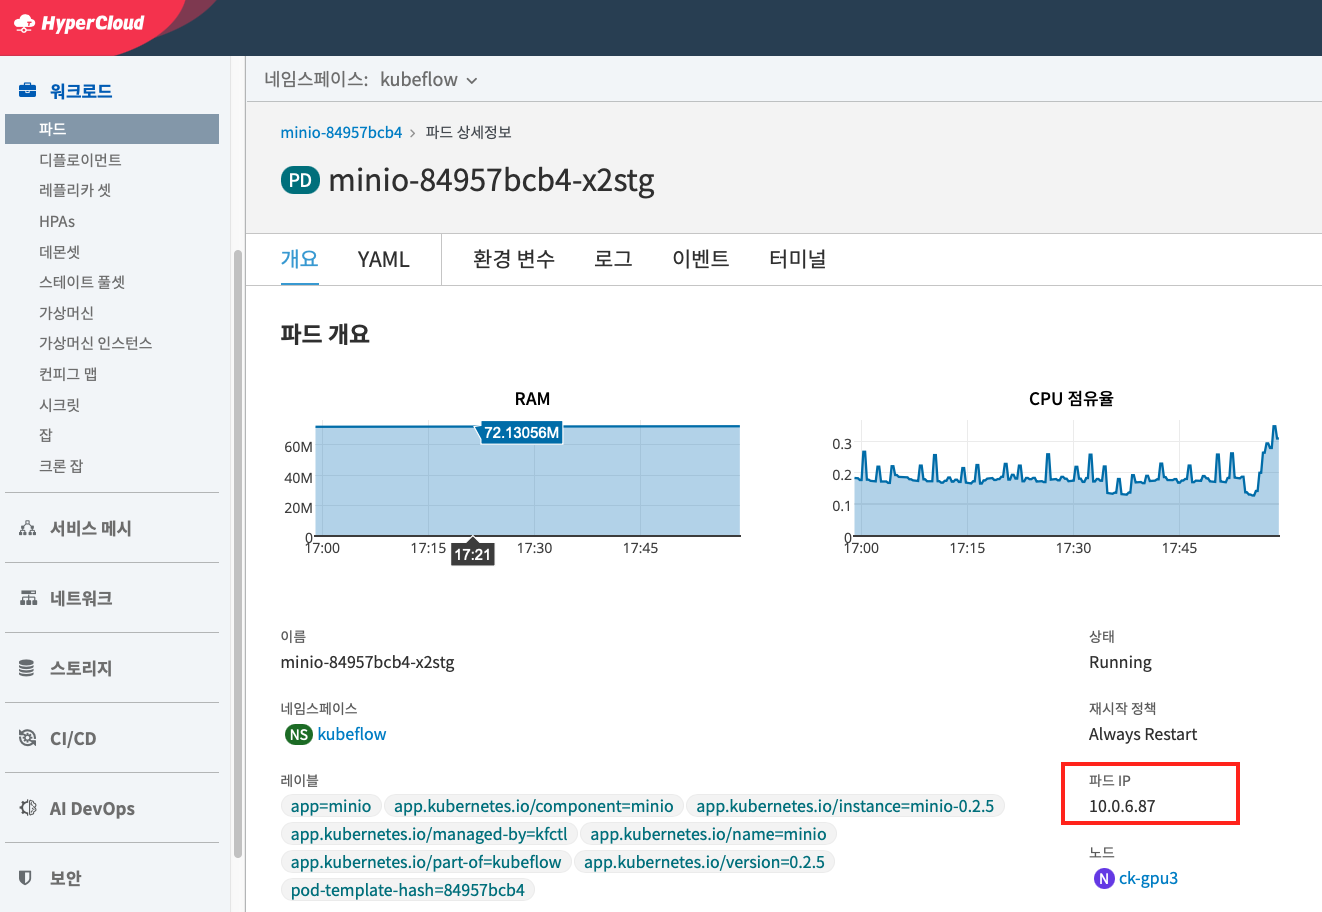 HyperCloud
네임스페이스: kubeflow
워크로드
파드
디플로이먼트
레플리카 셋
HPAs
데몬셋
스테이트 풀셋
가상머신
가상머신 인스턴스
컨피그 맵
시크릿
잡
크론 잡
서비스 메시
네트워크
스토리지
CI/CD
AI DevOps
보안
minio-84957bcb4 > 파드 상세정보
PD minio-84957bcb4-x2stg
개요 YAML 환경 변수 로그 이벤트 터미널
파드 개요
RAM
72.13056M
60M
40M
20M
0
17:00 17:15 17:21 17:30 17:45
CPU 점유율
0.3
0.2
0.1
0
17:00 17:15 17:30 17:45
이름
minio-84957bcb4-x2stg
네임스페이스
NS kubeflow
레이블
app=minio app.kubernetes.io/component=minio app.kubernetes.io/instance=minio-0.2.5
app.kubernetes.io/managed-by=kfctl app.kubernetes.io/name=minio
app.kubernetes.io/part-of=kubeflow app.kubernetes.io/version=0.2.5
pod-template-hash=84957bcb4
상태
Running
재시작 정책
Always Restart
파드 IP
10.0.6.87
노드
N ck-gpu3